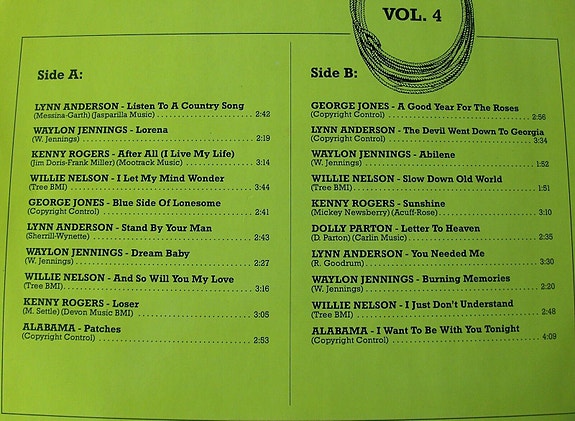 VOL. 4
Side A:
LYNN ANDERSON - Listen To A Country Song
(Messina-Garth) (Jasparilla Music) 2:42
WAYLON JENNINGS - Lorena
(W. Jennings) 2:19
KENNY ROGERS - After All (I Live My Life)
(Jim Doris-Frank Miller) (Mootrack Music) 3:14
WILLIE NELSON - I Let My Mind Wonder
(Tree BMI) 3:44
GEORGE JONES - Blue Side Of Lonesome
(Copyright Control) 2:41
LYNN ANDERSON - Stand By Your Man
(Sherrill-Wynette) 2:43
WAYLON JENNINGS - Dream Baby
(W. Jennings) 2:27
WILLIE NELSON - And So Will You My Love
(Tree BMI) 3:16
KENNY ROGERS - Loser
(M. Settle) (Devon Music BMI) 3:05
ALABAMA - Patches
(Copyright Control) 2:53
Side B:
GEORGE JONES - A Good Year For The Roses
(Copyright Control) 2:56
LYNN ANDERSON - The Devil Went Down To Georgia
(Copyright Control) 3:34
WAYLON JENNINGS - Abilene
(W. Jennings) 1:52
WILLIE NELSON - Slow Down Old World
(Tree BMI) 1:51
KENNY ROGERS - Sunshine
(Mickey Newsberry) (Acuff-Rose) 3:10
DOLLY PARTON - Letter To Heaven
(D. Parton) (Carlin Music) 2:35
LYNN ANDERSON - You Needed Me
(R. Goodrum) 3:30
WAYLON JENNINGS - Burning Memories
(W. Jennings) 2:20
WILLIE NELSON - I Just Don't Understand
(Tree BMI) 2:48
ALABAMA - I Want To Be With You Tonight
(Copyright Control) 4:09